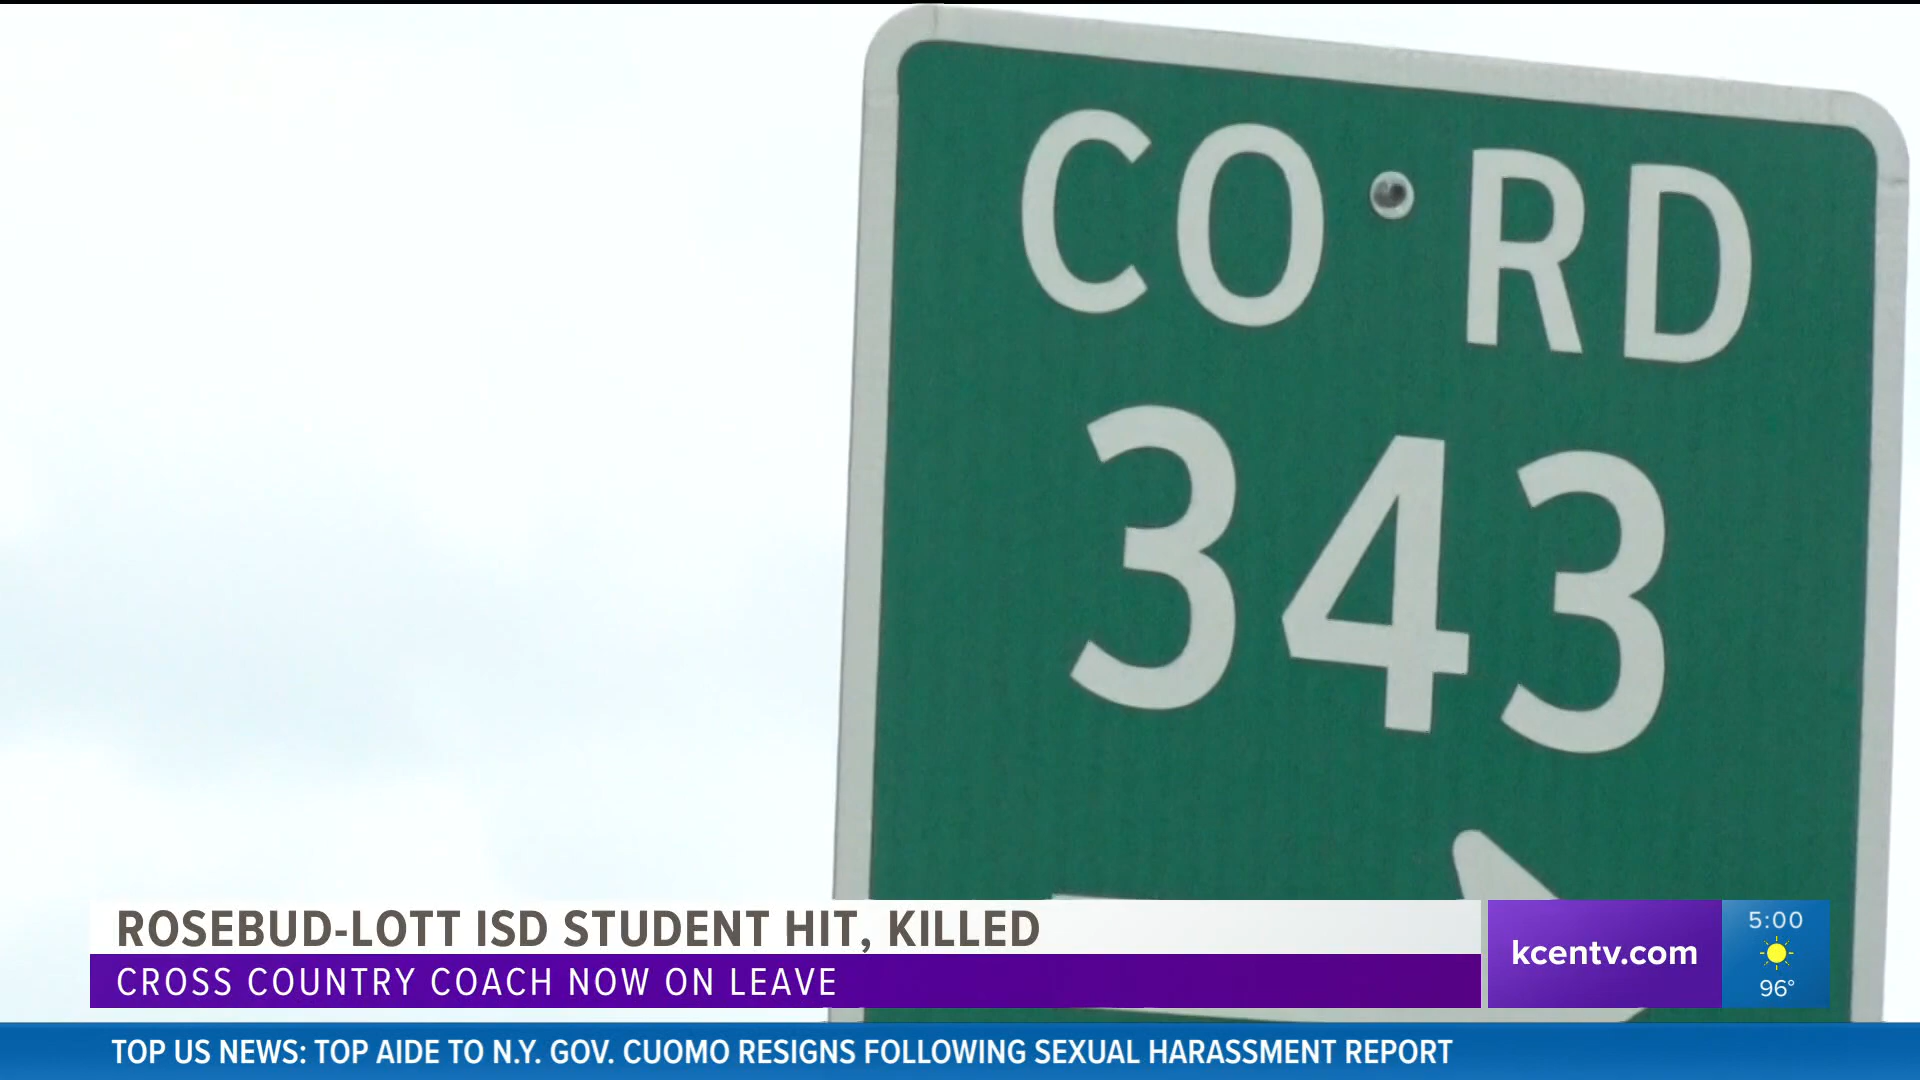 CO RD
343
ROSEBUD-LOTT ISD STUDENT HIT, KILLED
CROSS COUNTRY COACH NOW ON LEAVE
kcentv.com
5:00
96°
TOP US NEWS: TOP AIDE TO N.Y. GOV. CUOMO RESIGNS FOLLOWING SEXUAL HARASSMENT REPORT